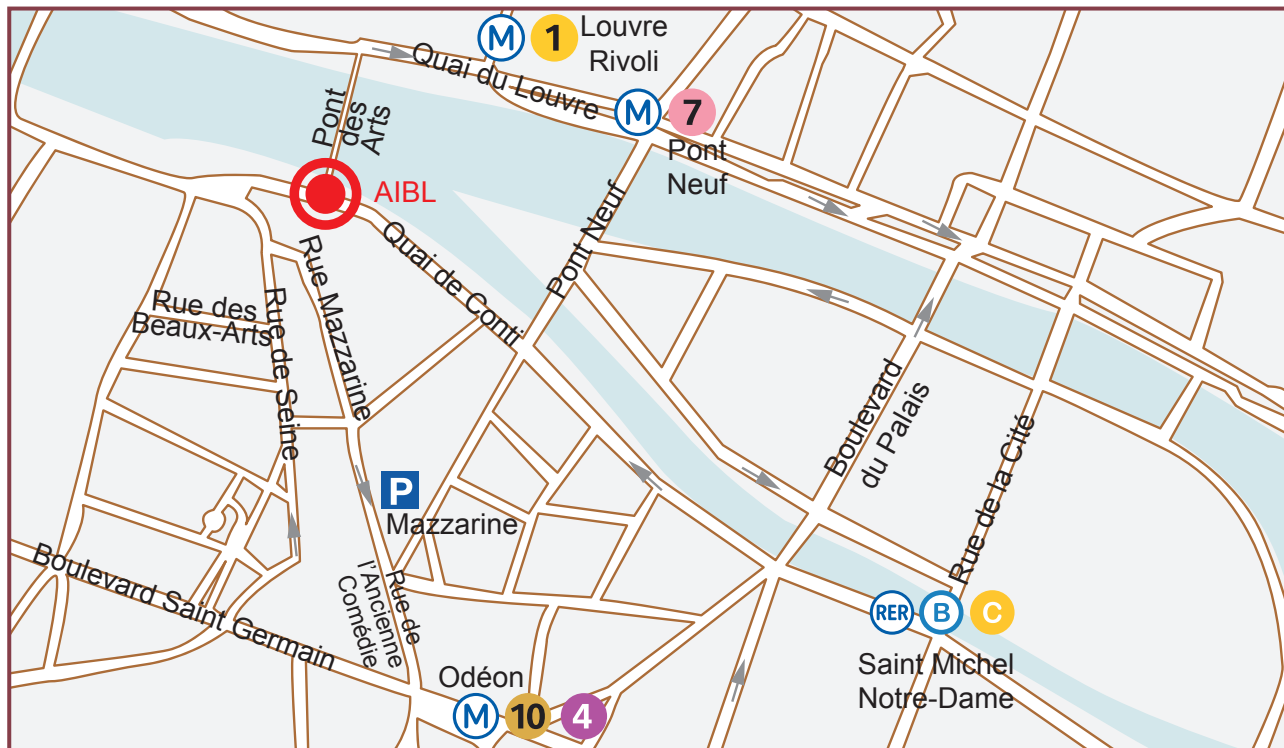 M 1 Louvre
Rivoli
Quai du Louvre
M 7
Pont
Neuf
Pont
des
Arts
AIBL
Pont Neuf
Quai de Conti
Rue Mazzarine
Rue des
Beaux-Arts
Rue de Seine
Boulevard
du Palais
Rue de la Cité
P
Mazzarine
Boulevard Saint Germain
Rue de
l'Ancienne
Comédie
Odéon
M 10 4
RER B C
Saint Michel
Notre-Dame